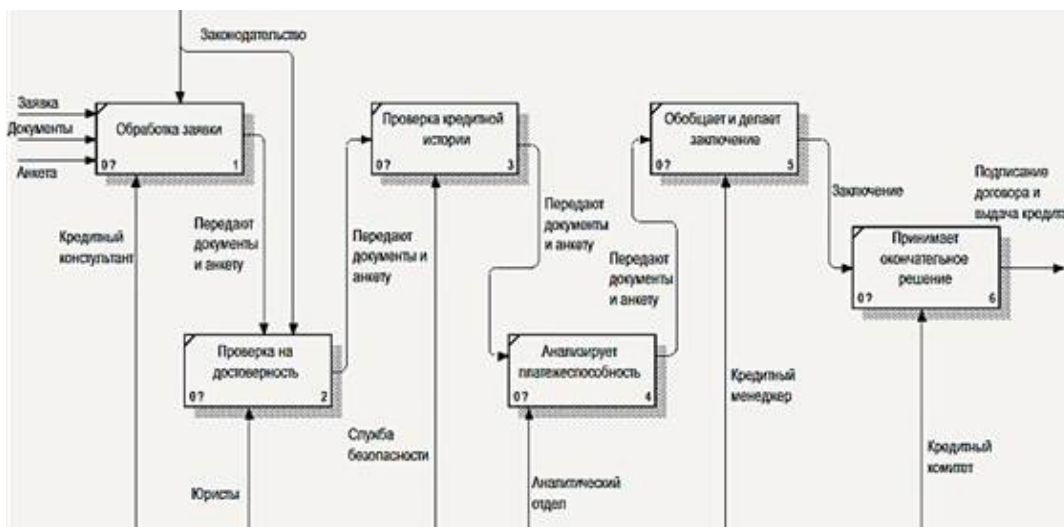 Законодательство
Заявка
Документы
Анкета
Обработка заявки
0? 1
Проверка кредитной
истории
0? 3
Обобщает и делает
заключение
0? 5
Заключение
Подписание
договора и
выдача кредита
Кредитный
констультант
Передают
документы
и анкету
Передают
документы и
анкету
Передают
документы
и анкету
Передают
документы
и анкету
Принимает
окончательное
решение
0? 6
Проверка на
достоверность
0? 2
Анализирует
платежеспособность
0? 4
Кредитный
менеджер
Служба
безопасности
Кредитный
комитет
Юристы
Аналитический
отдел